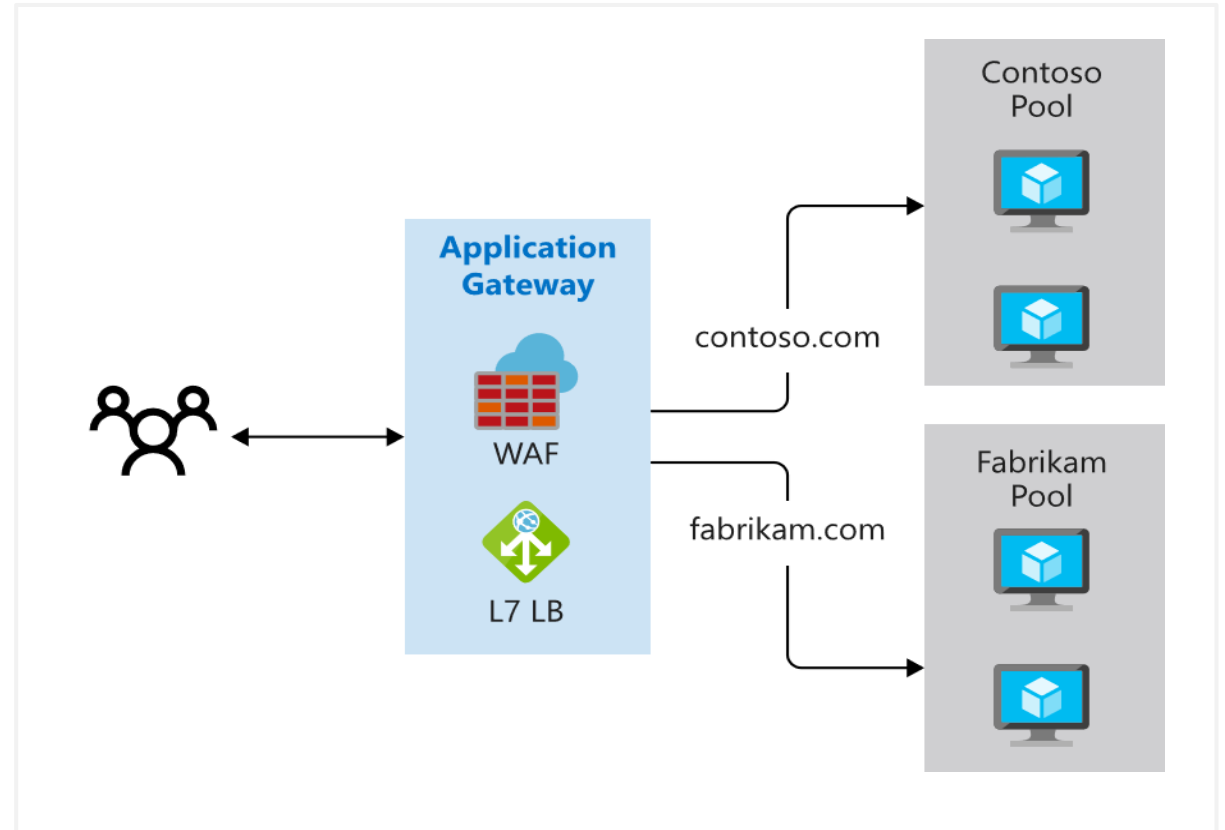 Contoso
Pool
Application
Gateway
contoso.com
WAF
Fabrikam
Pool
fabrikam.com
L7 LB